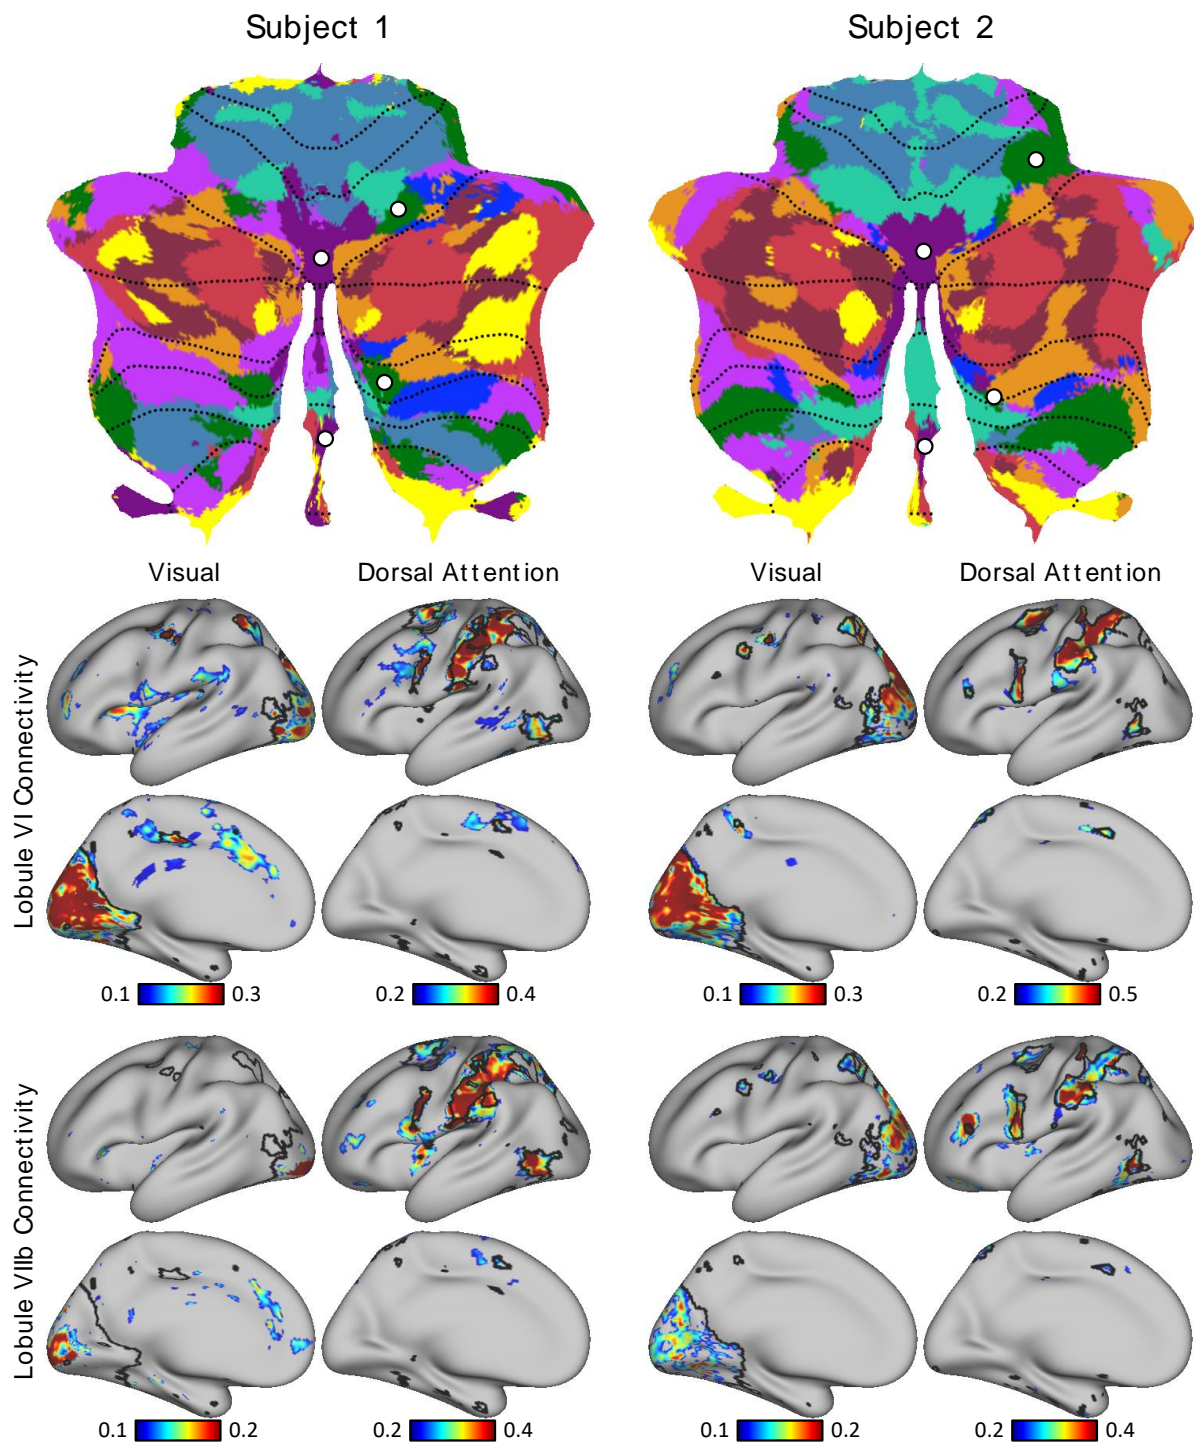 Subject 1
Subject 2
Visual
Dorsal Attention
Visual
Dorsal Attention
Lobule VI Connectivity
0.1 0.3
0.2 0.4
0.1 0.3
0.2 0.5
Lobule VIIb Connectivity
0.1 0.2
0.2 0.4
0.1 0.2
0.2 0.4